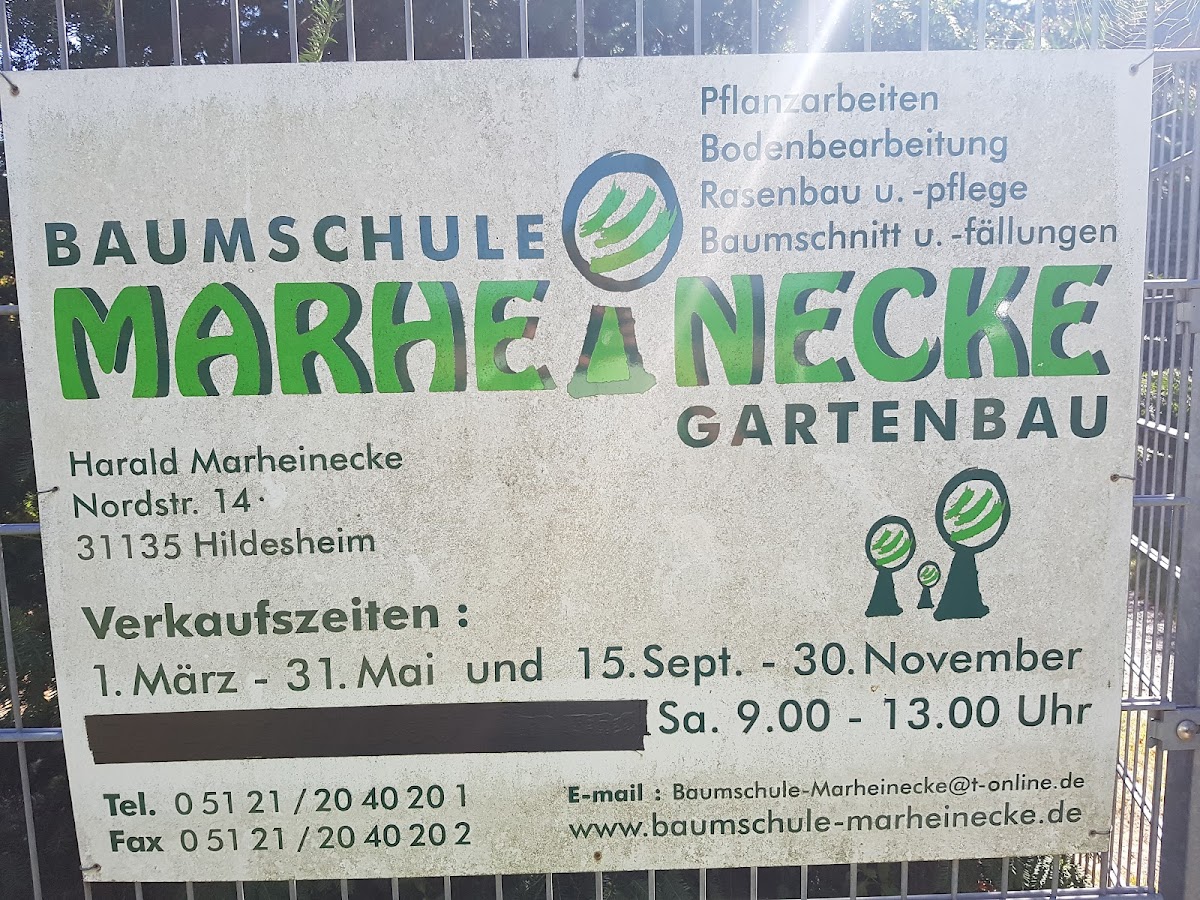 Pflanzarbeiten
Bodenbearbeitung
Rasenbau u. -pflege
Baumschnitt u. -fällungen
BAUMSCHULE
MARHEINECKE
GARTENBAU
Harald Marheinecke
Nordstr. 14
31135 Hildesheim
Verkaufszeiten :
1. März - 31. Mai und 15. Sept. - 30. November
Sa. 9.00 - 13.00 Uhr
Tel. 0 51 21 / 20 40 20 1
Fax 0 51 21 / 20 40 20 2
E-mail : Baumschule-Marheinecke@t-online.de
www.baumschule-marheinecke.de